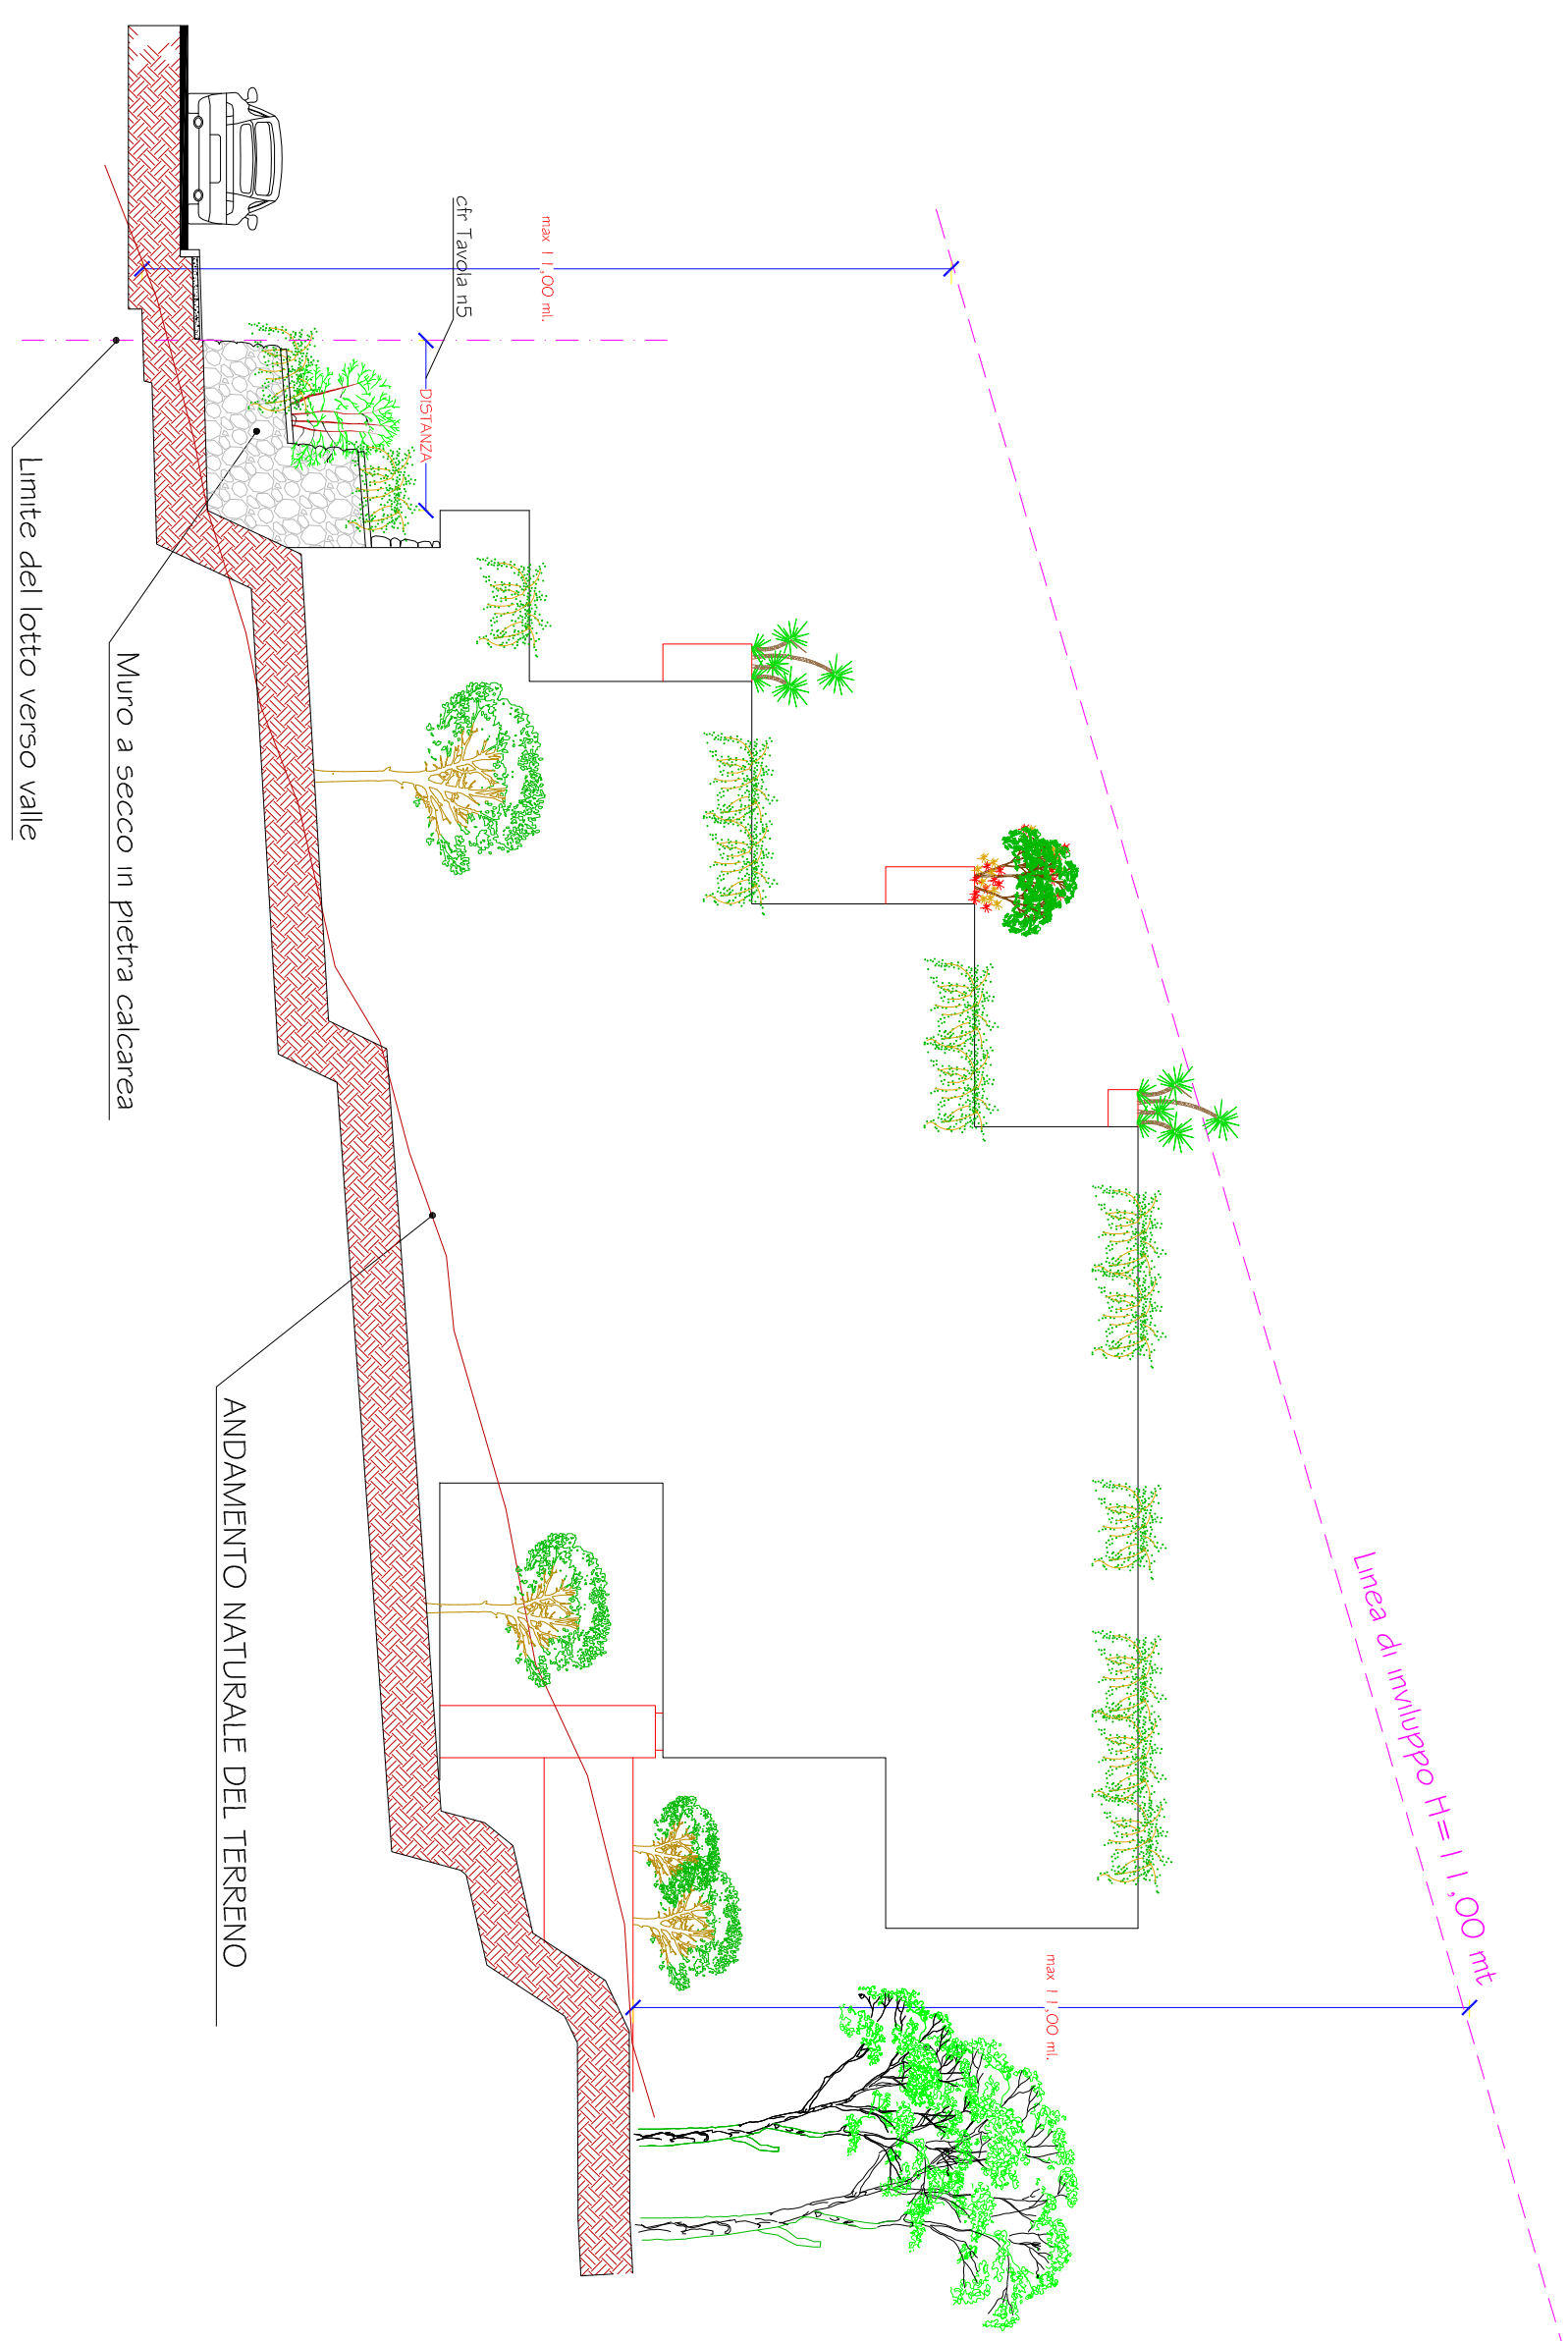 Linea di inviluppo H= 11,00 mt
max 11,00 ml.
max 11,00 ml.
cfr Tavola n5
DISTANZA
ANDAMENTO NATURALE DEL TERRENO
Muro a secco in pietra calcarea
Limite del lotto verso valle